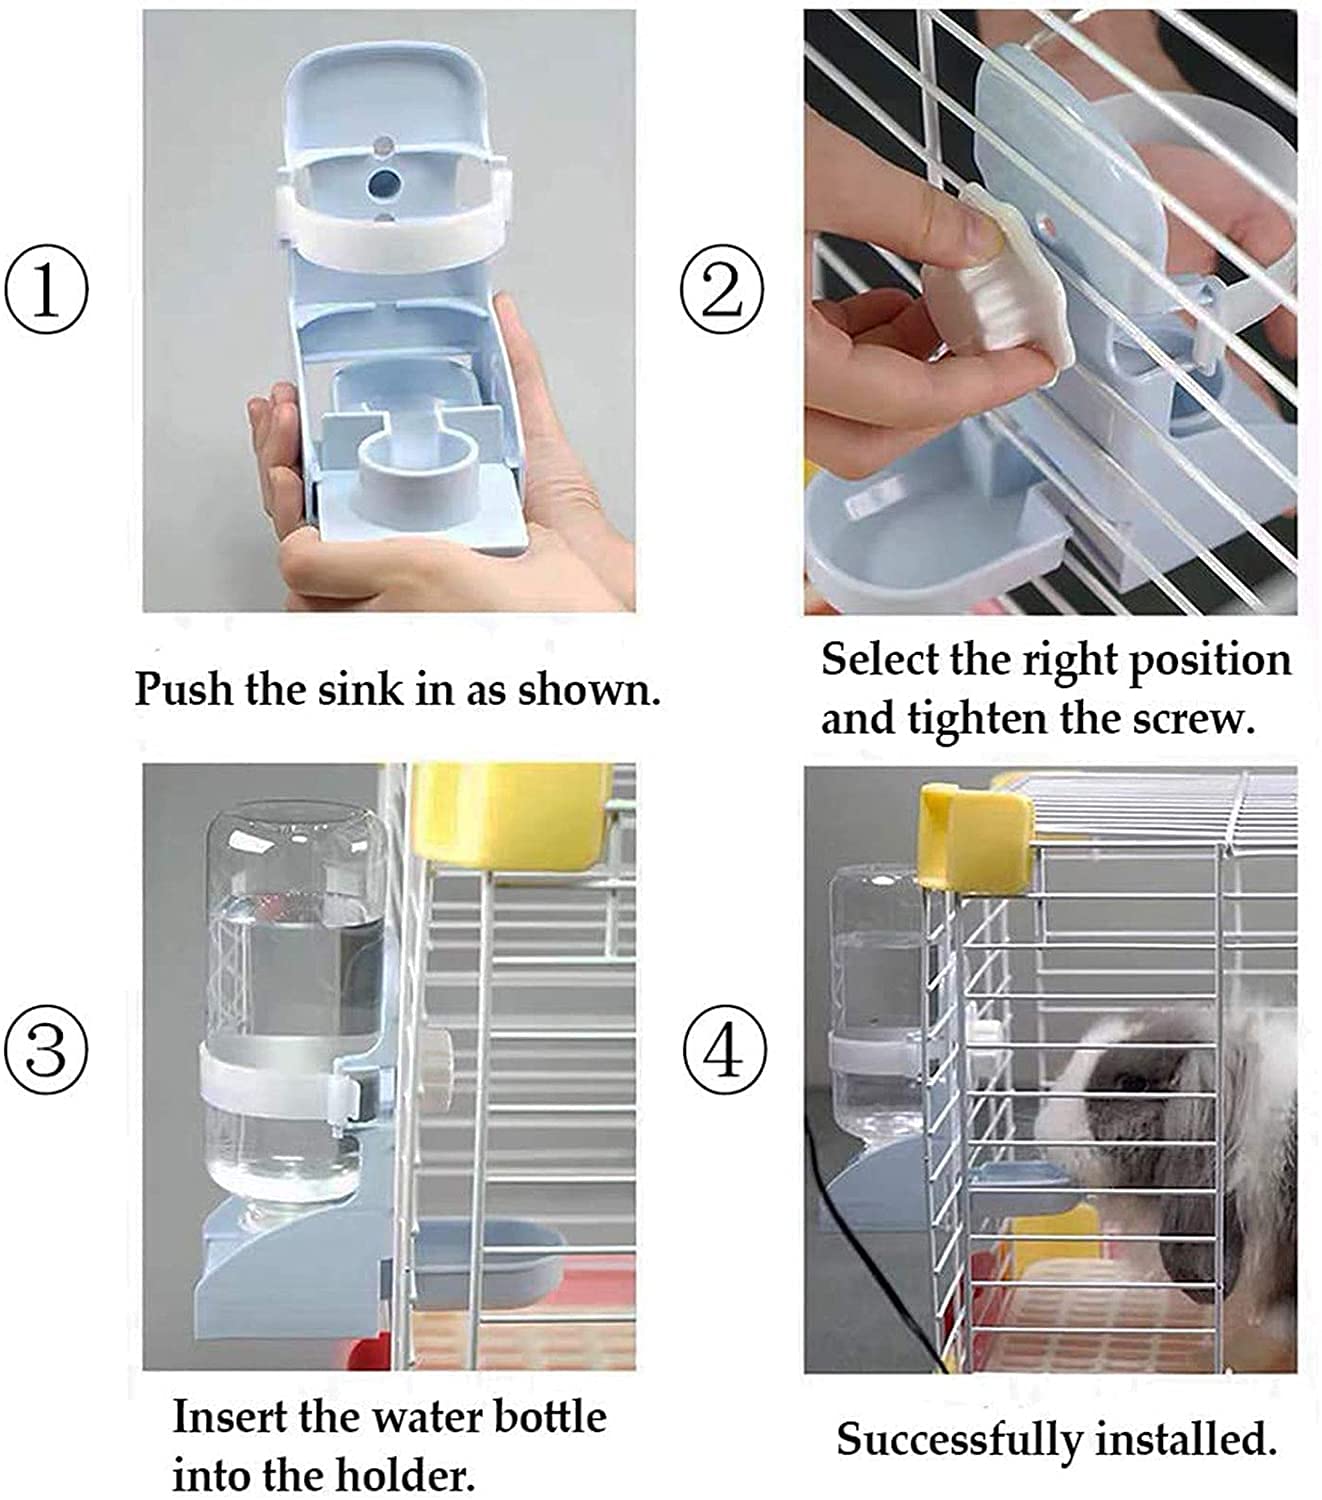 1
Push the sink in as shown.
2
Select the right position
and tighten the screw.
3
Insert the water bottle
into the holder.
4
Successfully installed.